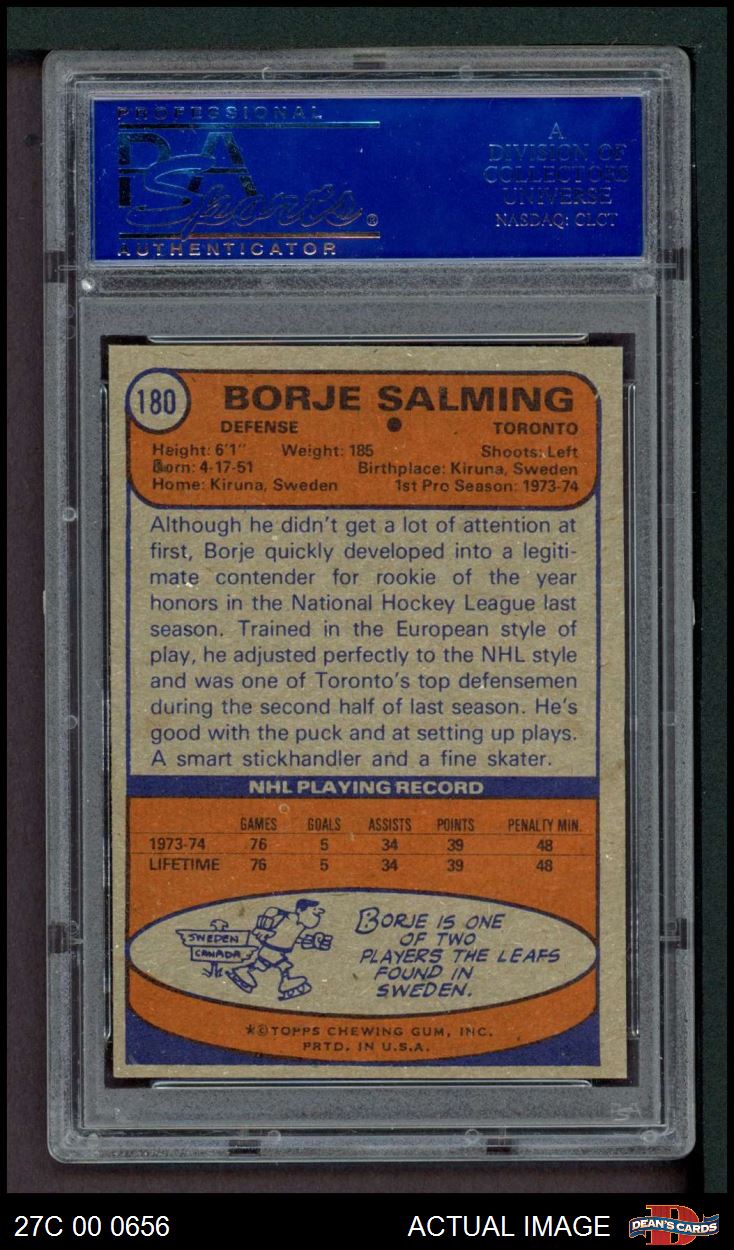 PROFESSIONAL
PSA
Sports®
AUTHENTICATOR
A
DIVISION OF
COLLECTORS
UNIVERSE
NASDAQ: CLCT
180
BORJE SALMING
DEFENSE ● TORONTO
Height: 6'1" Weight: 185 Shoots: Left
Born: 4-17-51 Birthplace: Kiruna, Sweden
Home: Kiruna, Sweden 1st Pro Season: 1973-74
Although he didn't get a lot of attention at
first, Borje quickly developed into a legiti-
mate contender for rookie of the year
honors in the National Hockey League last
season. Trained in the European style of
play, he adjusted perfectly to the NHL style
and was one of Toronto's top defensemen
during the second half of last season. He's
good with the puck and at setting up plays.
A smart stickhandler and a fine skater.
NHL PLAYING RECORD
GAMES GOALS ASSISTS POINTS PENALTY MIN.
1973-74 76 5 34 39 48
LIFETIME 76 5 34 39 48
SWEDEN
CANADA
BORJE IS ONE
OF TWO
PLAYERS THE LEAFS
FOUND IN
SWEDEN.
*©TOPPS CHEWING GUM, INC.
PRTD. IN U.S.A.
27C 00 0656 ACTUAL IMAGE
DEAN'S CARDS